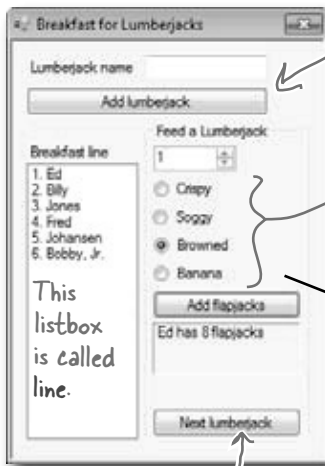 Breakfast for Lumberjacks
Lumberjack name
Add lumberjack
Breakfast line
1. Ed
2. Billy
3. Jones
4. Fred
5. Johansen
6. Bobby, Jr.
This
listbox
is called
line.
Feed a Lumberjack
1
Crispy
Soggy
Browned
Banana
Add flapjacks
Ed has 8 flapjacks
Next lumberjack